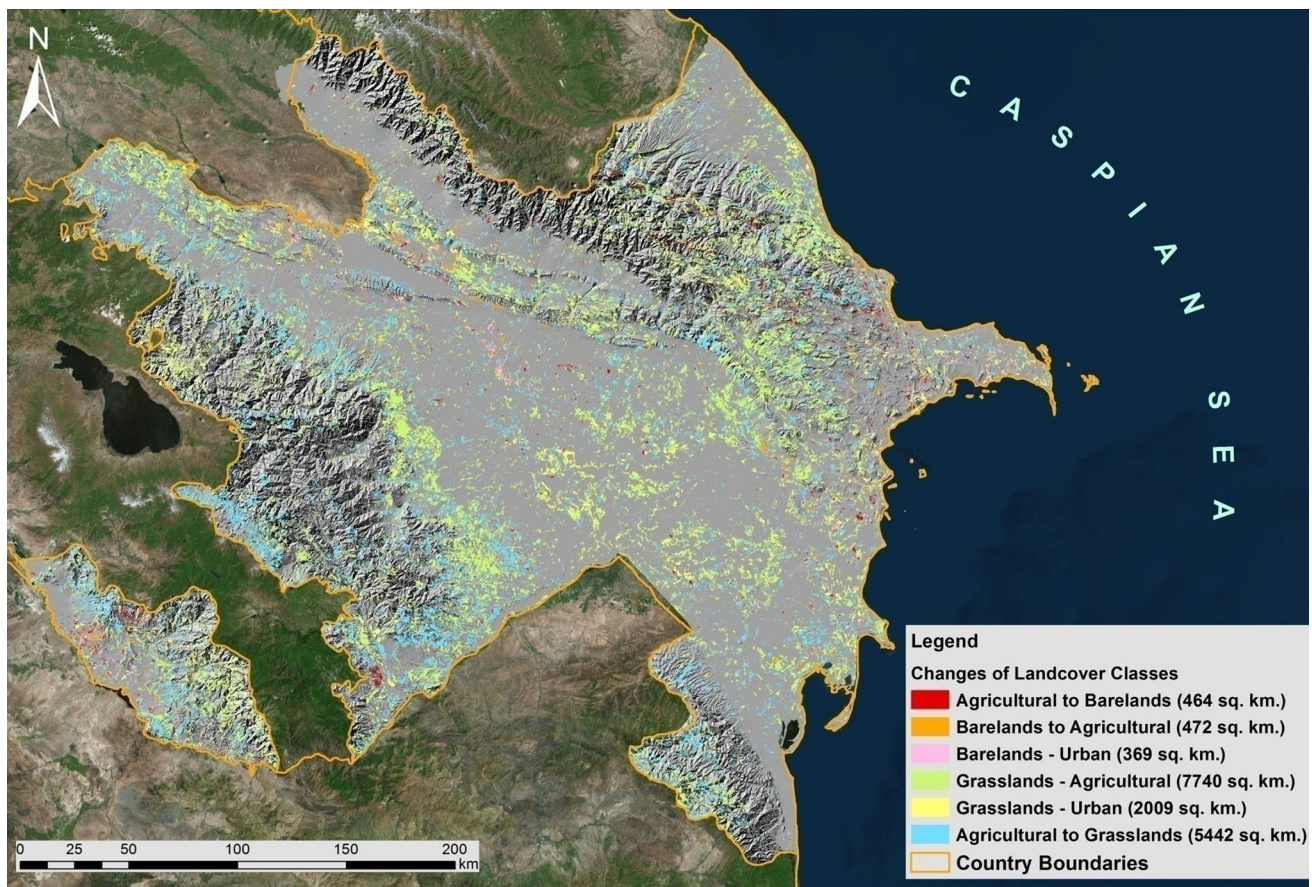 N
CASPIAN SEA
Legend
Changes of Landcover Classes
Agricultural to Barelands (464 sq. km.)
Barelands to Agricultural (472 sq. km.)
Barelands - Urban (369 sq. km.)
Grasslands - Agricultural (7740 sq. km.)
Grasslands - Urban (2009 sq. km.)
Agricultural to Grasslands (5442 sq. km.)
Country Boundaries
0 25 50 100 150 200
km